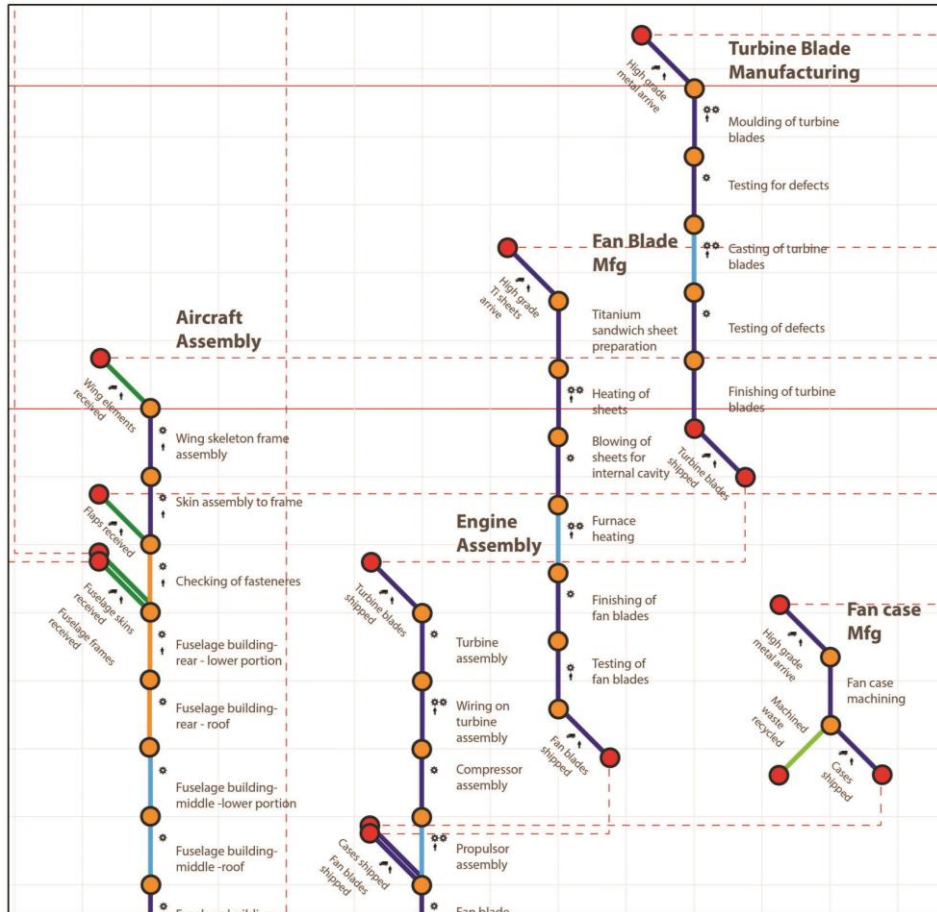 Turbine Blade
Manufacturing
High grade
metal arrive
Moulding of turbine
blades
Testing for defects
Casting of turbine
blades
Testing of defects
Finishing of turbine
blades
Turbine blades
shipped
Fan Blade
Mfg
High grade
Ti sheets
arrive
Titanium
sandwich sheet
preparation
Heating of
sheets
Blowing of
sheets for
internal cavity
Furnace
heating
Finishing of
fan blades
Testing of
fan blades
Fan blades
shipped
Aircraft
Assembly
Wing elements
received
Wing skeleton frame
assembly
Skin assembly to frame
Flaps received
Checking of fasteneres
Fuselage skins
received
Fuselage frames
received
Fuselage building-
rear - lower portion
Fuselage building-
rear - roof
Fuselage building-
middle -lower portion
Fuselage building-
middle -roof
Fuselage building-
Engine
Assembly
Turbine blades
shipped
Turbine
assembly
Wiring on
turbine
assembly
Compressor
assembly
Propulsor
assembly
Cases shipped
Fan blades
shipped
Fan blade
Fan case
Mfg
High grade
metal arrive
Fan case
machining
Machined
waste
recycled
Cases
shipped